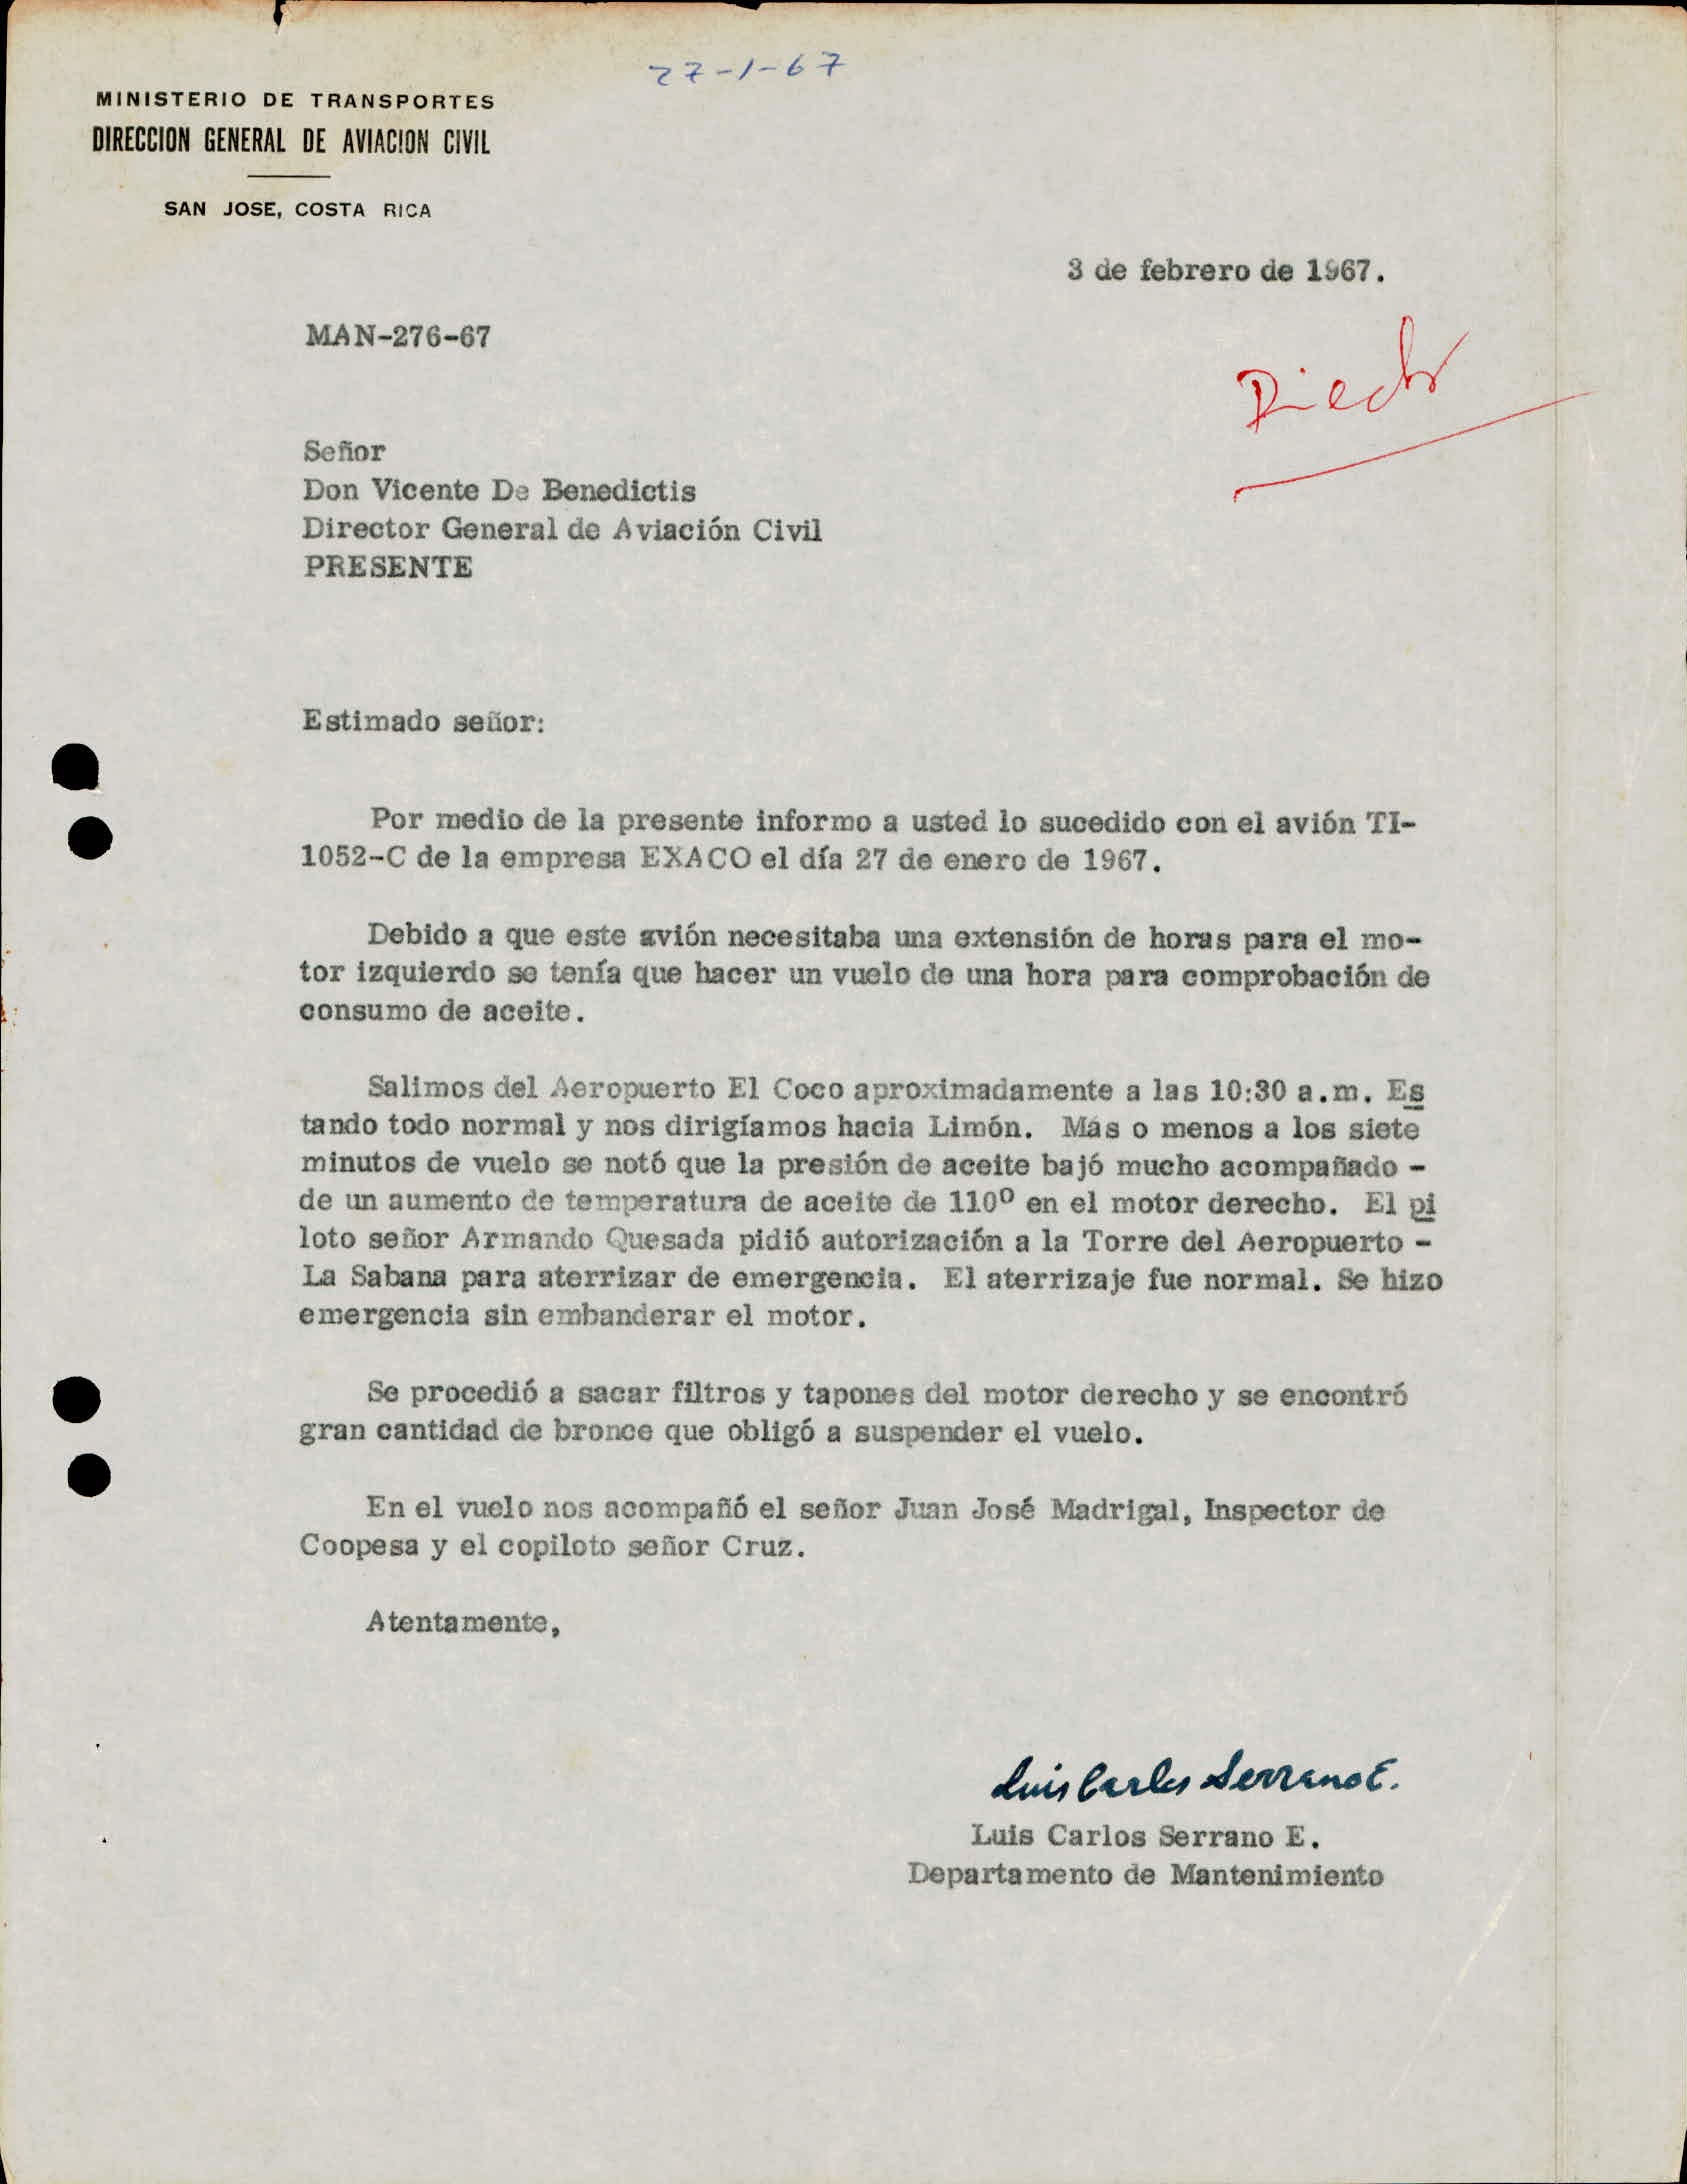 27-1-67
MINISTERIO DE TRANSPORTES
DIRECCION GENERAL DE AVIACION CIVIL
SAN JOSE, COSTA RICA
3 de febrero de 1967.
MAN-276-67
Señor
Don Vicente De Benedictis
Director General de Aviación Civil
PRESENTE
Estimado señor:
Por medio de la presente informo a usted lo sucedido con el avión TI-
1052-C de la empresa EXACO el día 27 de enero de 1967.
Debido a que este avión necesitaba una extensión de horas para el mo-
tor izquierdo se tenía que hacer un vuelo de una hora para comprobación de
consumo de aceite.
Salimos del Aeropuerto El Coco aproximadamente a las 10:30 a.m. Es
tando todo normal y nos dirigíamos hacia Limón. Más o menos a los siete
minutos de vuelo se notó que la presión de aceite bajó mucho acompañado -
de un aumento de temperatura de aceite de 110º en el motor derecho. El pi
loto señor Armando Quesada pidió autorización a la Torre del Aeropuerto -
La Sabana para aterrizar de emergencia. El aterrizaje fue normal. Se hizo
emergencia sin embanderar el motor.
Se procedió a sacar filtros y tapones del motor derecho y se encontró
gran cantidad de bronce que obligó a suspender el vuelo.
En el vuelo nos acompañó el señor Juan José Madrigal, Inspector de
Coopesa y el copiloto señor Cruz.
Atentamente,
Luis Carlos Serrano E.
Luis Carlos Serrano E.
Departamento de Mantenimiento